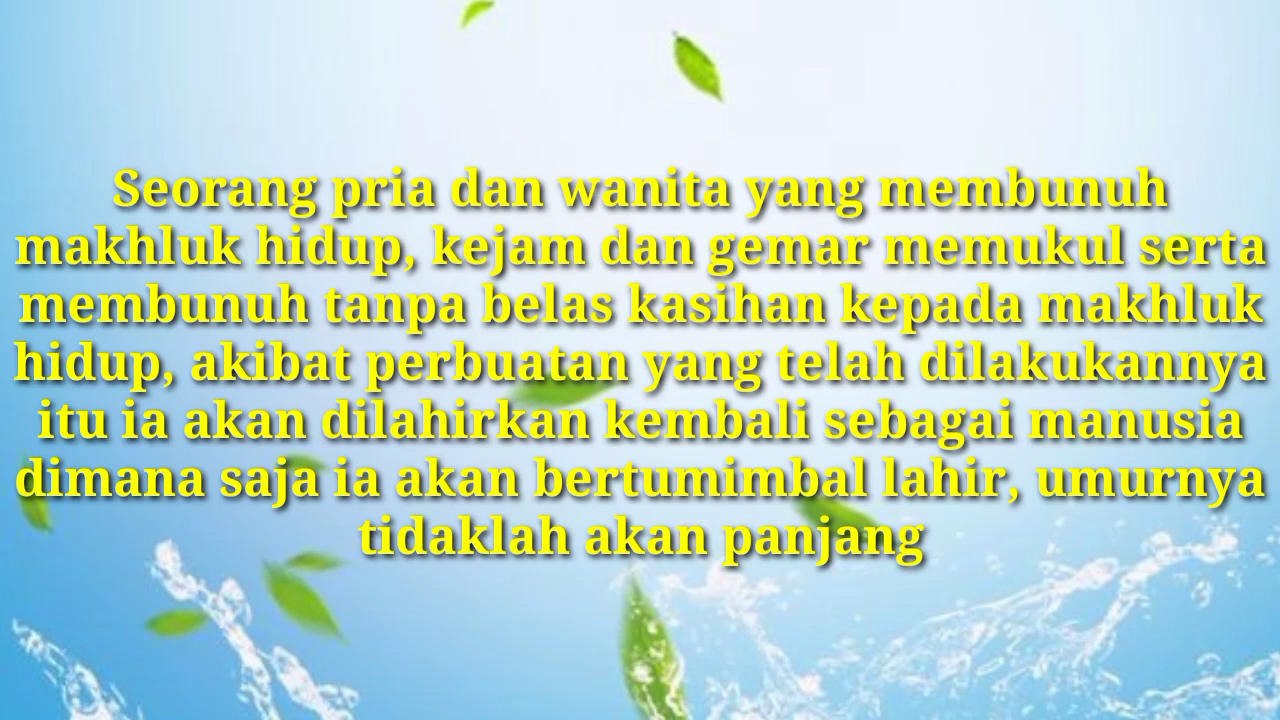 Seorang pria dan wanita yang membunuh
makhluk hidup, kejam dan gemar memukul serta
membunuh tanpa belas kasihan kepada makhluk
hidup, akibat perbuatan yang telah dilakukannya
itu ia akan dilahirkan kembali sebagai manusia
dimana saja ia akan bertumimbal lahir, umurnya
tidaklah akan panjang